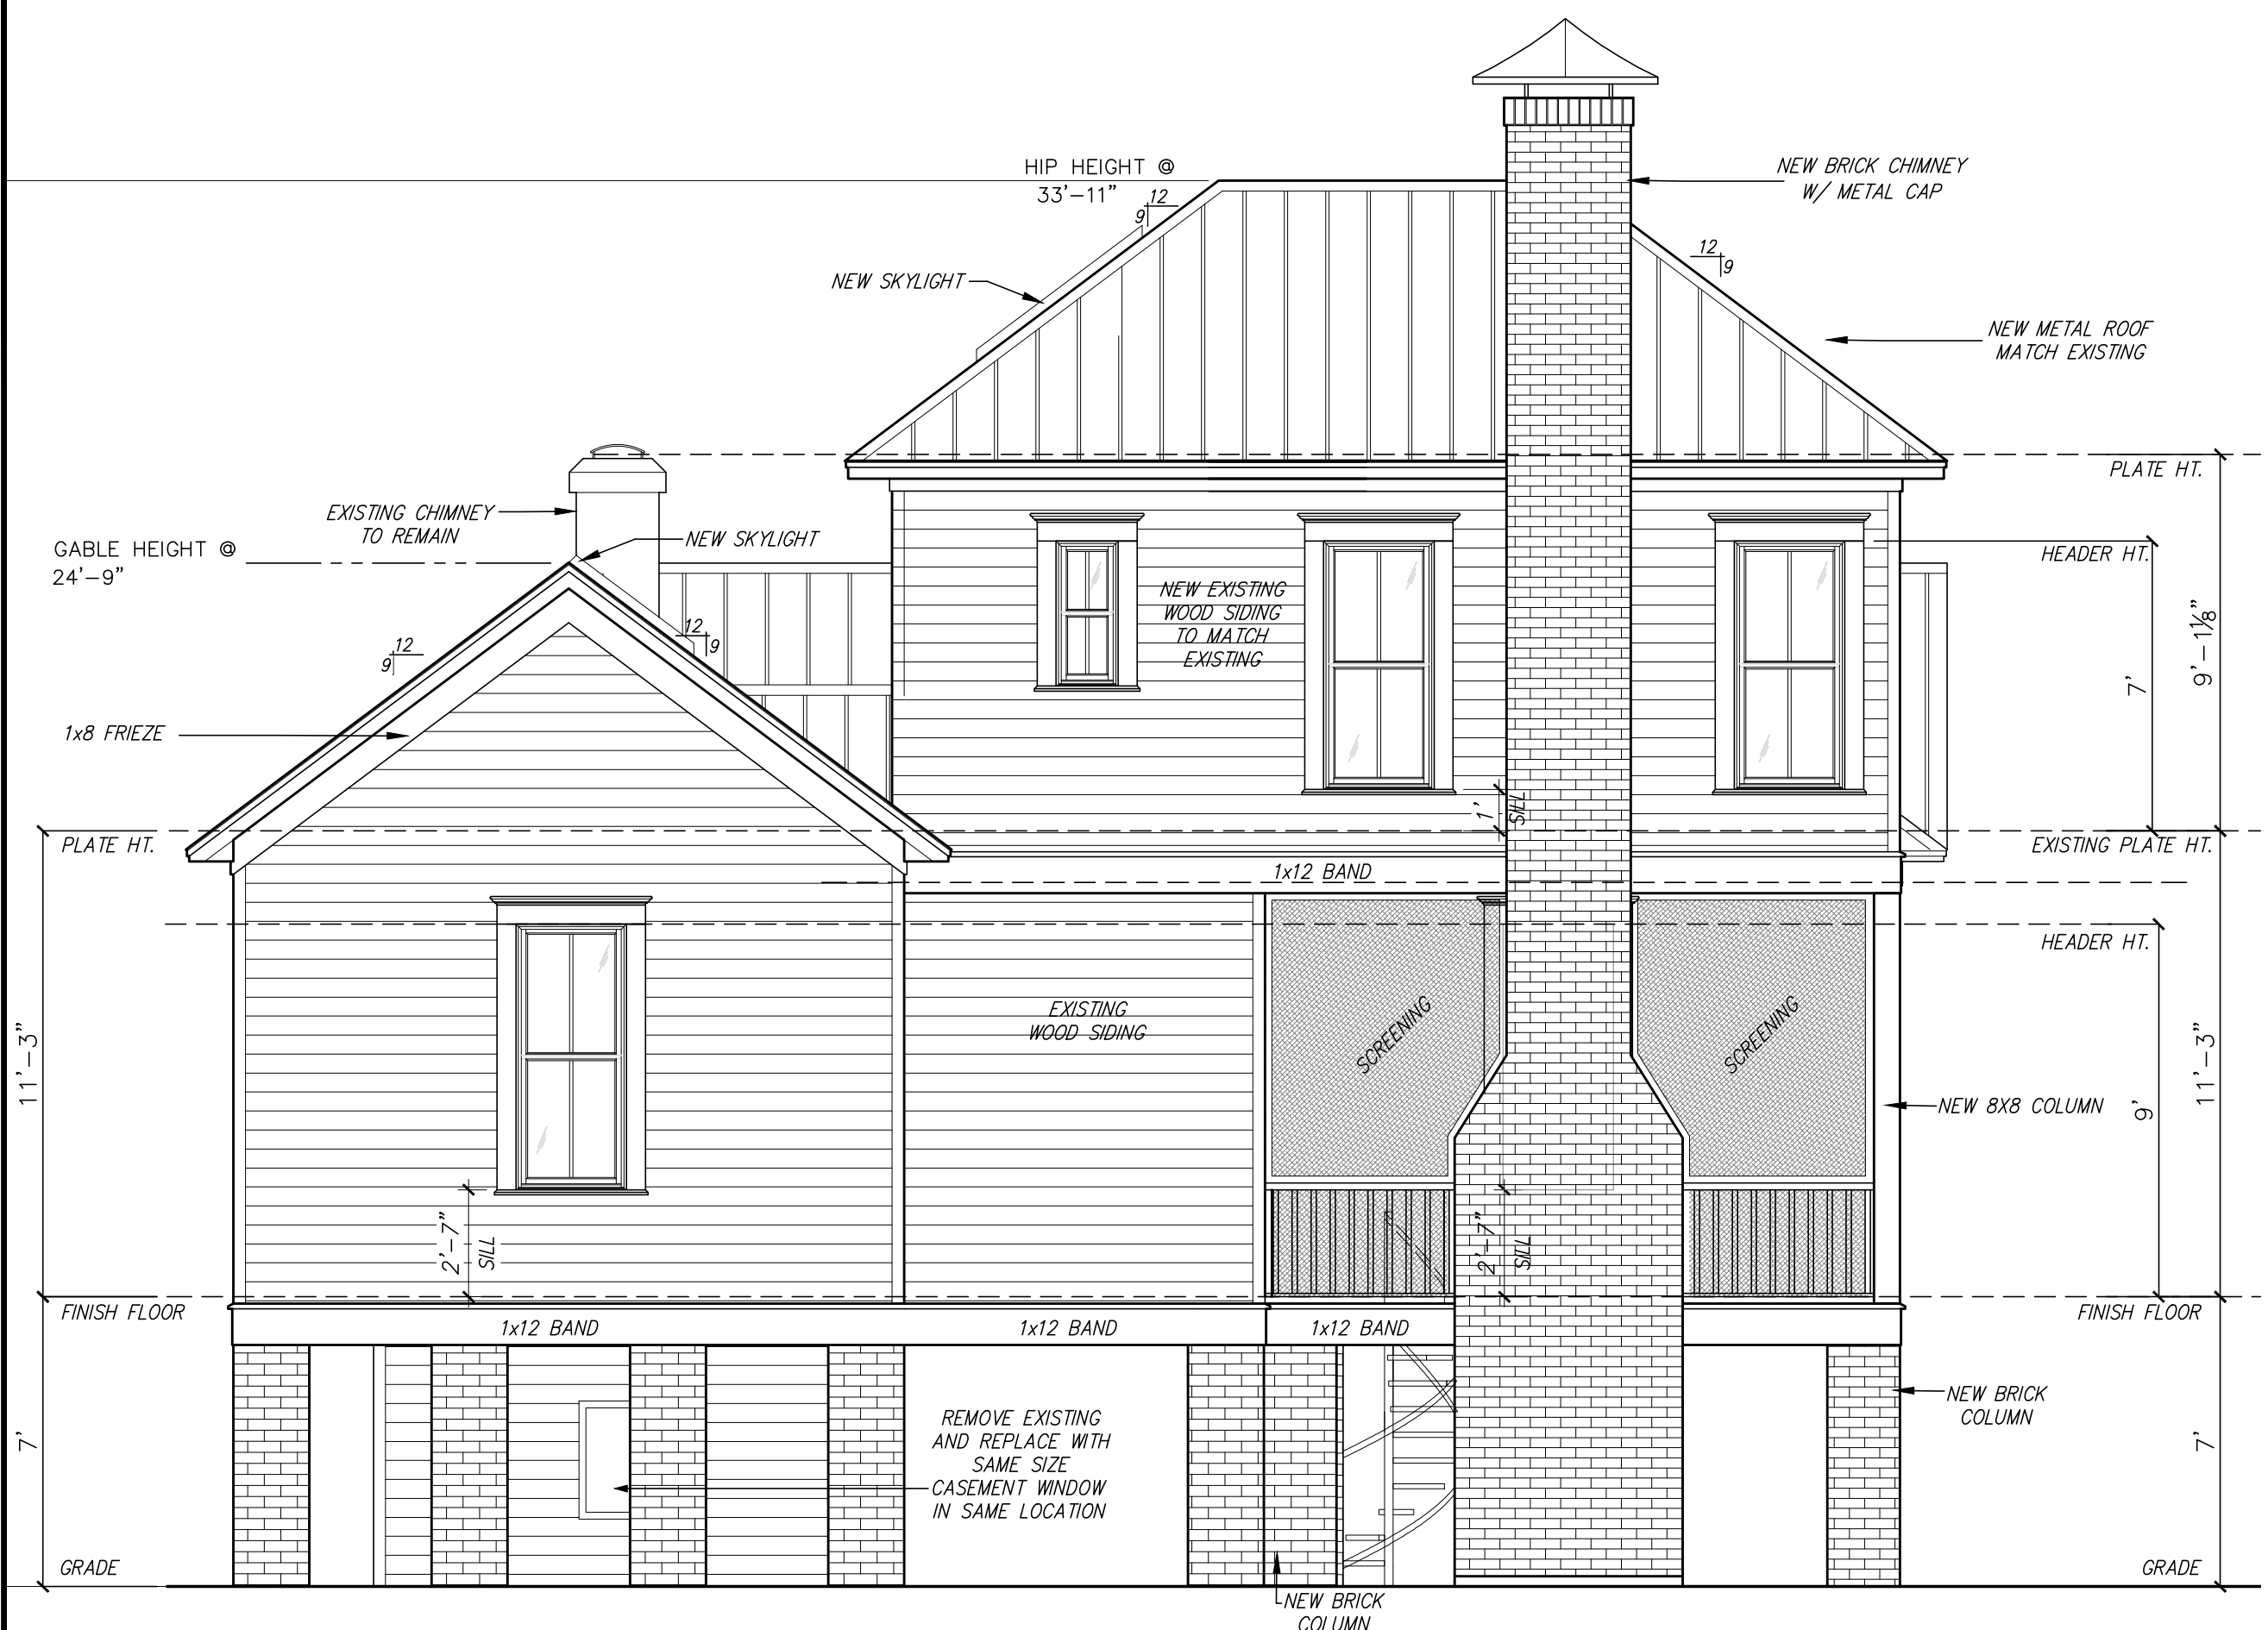 HIP HEIGHT @
33'-11"
12
9
NEW BRICK CHIMNEY
W/ METAL CAP
12
9
NEW SKYLIGHT
NEW METAL ROOF
MATCH EXISTING
PLATE HT.
EXISTING CHIMNEY
TO REMAIN
NEW SKYLIGHT
GABLE HEIGHT @
24'-9"
HEADER HT.
NEW EXISTING
WOOD SIDING
TO MATCH
EXISTING
12
9
12
9
9'-1 1/8"
7'
1x8 FRIEZE
1'
SILL
PLATE HT.
EXISTING PLATE HT.
1x12 BAND
HEADER HT.
EXISTING
WOOD SIDING
SCREENING
SCREENING
11'-3"
11'-3"
9'
NEW 8X8 COLUMN
2'-7"
SILL
2'-7"
SILL
FINISH FLOOR
FINISH FLOOR
1x12 BAND
1x12 BAND
1x12 BAND
REMOVE EXISTING
AND REPLACE WITH
SAME SIZE
CASEMENT WINDOW
IN SAME LOCATION
NEW BRICK
COLUMN
7'
7'
GRADE
GRADE
NEW BRICK
COLUMN